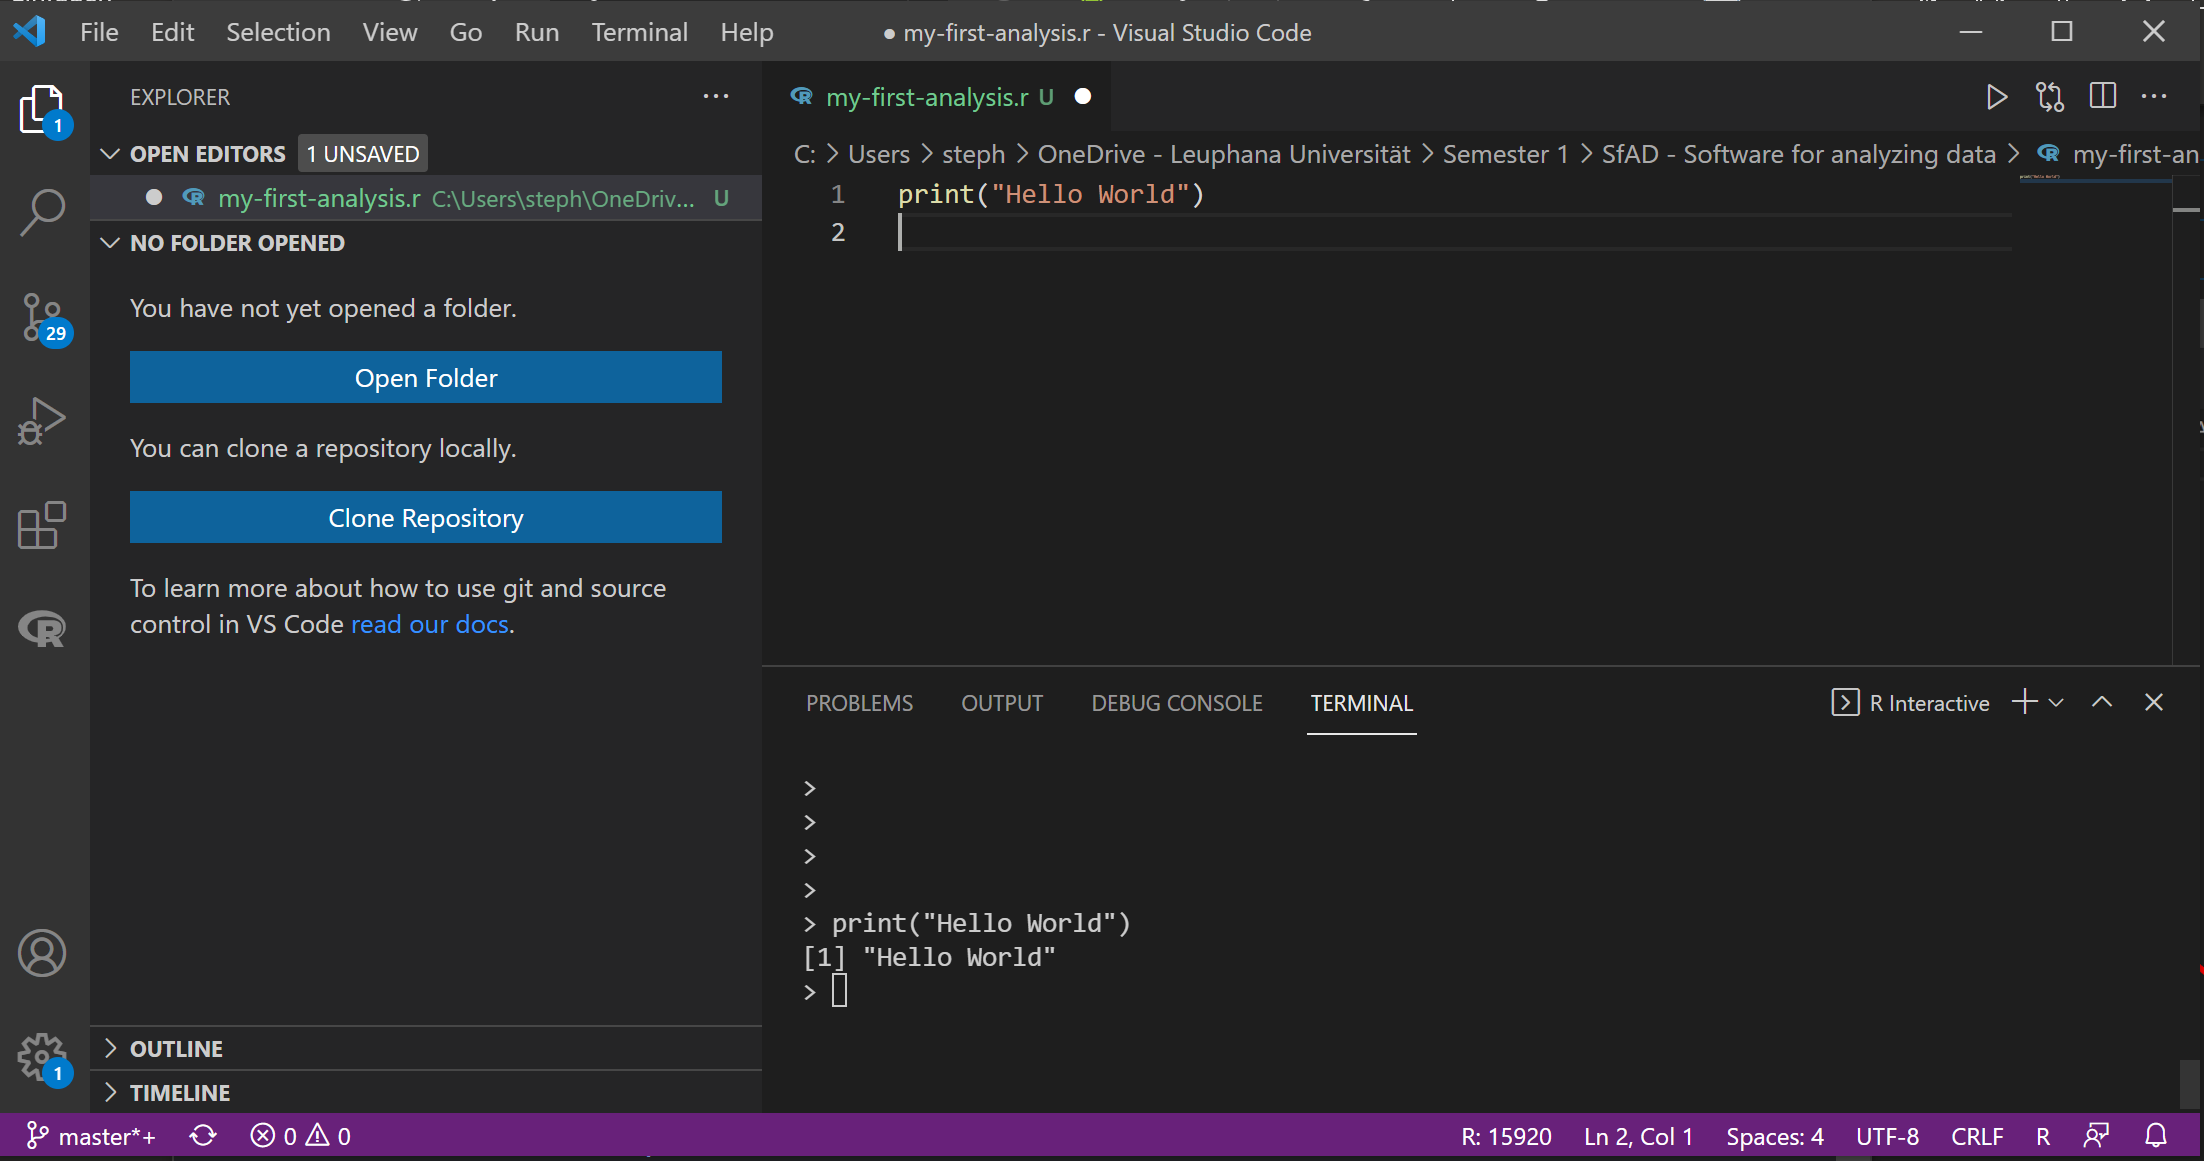 File Edit Selection View Go Run Terminal Help ● my-first-analysis.r - Visual Studio Code
EXPLORER
1
OPEN EDITORS 1 UNSAVED
my-first-analysis.r C:\Users\steph\OneDriv... U
NO FOLDER OPENED
You have not yet opened a folder.
29
Open Folder
You can clone a repository locally.
Clone Repository
To learn more about how to use git and source
control in VS Code read our docs.
OUTLINE
1
TIMELINE
my-first-analysis.r U
C: > Users > steph > OneDrive - Leuphana Universität > Semester 1 > SfAD - Software for analyzing data > my-first-an
1 print("Hello World")
2
PROBLEMS OUTPUT DEBUG CONSOLE TERMINAL R Interactive
>
>
>
>
> print("Hello World")
[1] "Hello World"
>
master*+ 0 0 R: 15920 Ln 2, Col 1 Spaces: 4 UTF-8 CRLF R